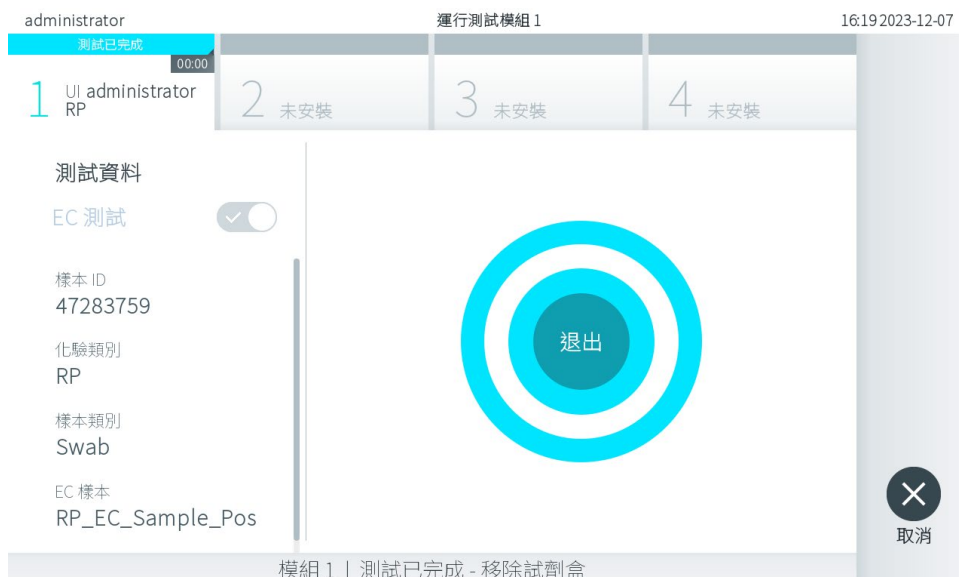 administrator 運行測試模組 1 16:19 2023-12-07
測試已完成
00:00
1 UI administrator
RP
2 未安裝
3 未安裝
4 未安裝
測試資料
EC 測試
樣本 ID
47283759
化驗類別
RP
樣本類別
Swab
EC 樣本
RP_EC_Sample_Pos
退出
取消
模組 1 | 測試已完成 - 移除試劑盒